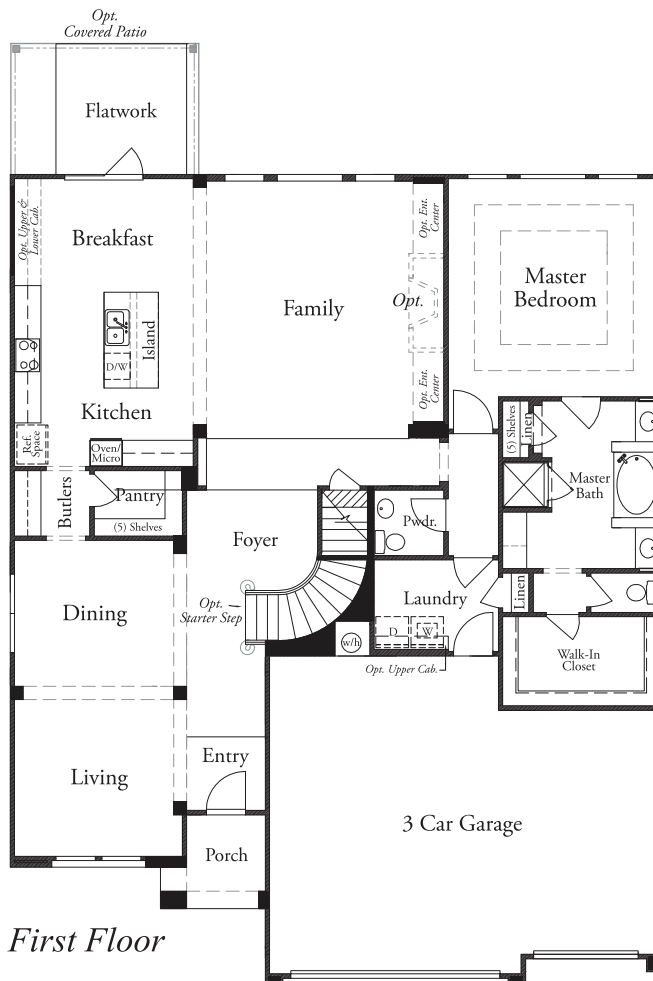 Opt.
Covered Patio
Flatwork
Opt. Upper &
Lower Cab.
Breakfast
Opt. Ent.
Center
Family
Opt.
Master
Bedroom
Island
D/W
Opt. Ent.
Center
Kitchen
Ref.
Space
Oven/
Micro
(5) Shelves
Linen
Butlers
Pantry
(5) Shelves
Master
Bath
Pwdr.
Foyer
Opt.
Starter Step
Dining
Laundry
Linen
D
W
w/h
Opt. Upper Cab.
Walk-In
Closet
Entry
Living
3 Car Garage
Porch
First Floor